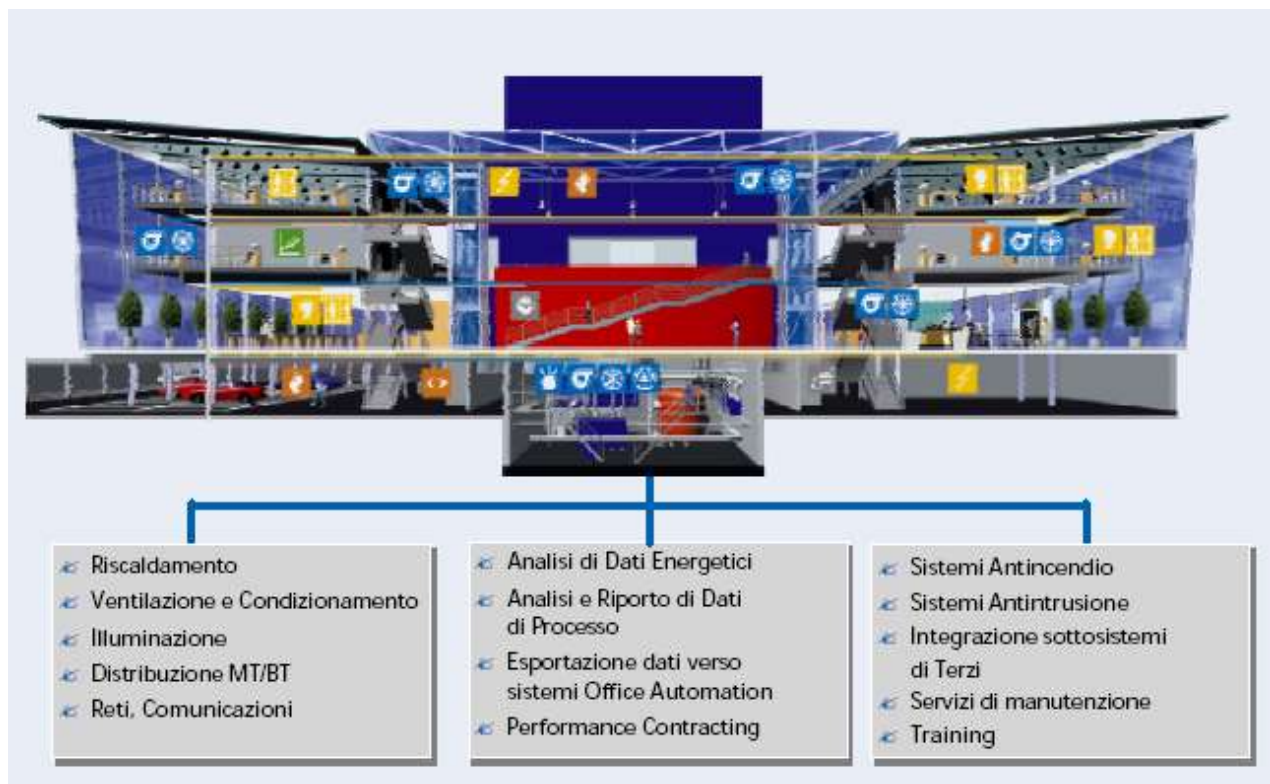 Riscaldamento
Ventilazione e Condizionamento
Illuminazione
Distribuzione MT/BT
Reti, Comunicazioni
Analisi di Dati Energetici
Analisi e Riporto di Dati
di Processo
Esportazione dati verso
sistemi Office Automation
Performance Contracting
Sistemi Antincendio
Sistemi Antintrusione
Integrazione sottosistemi
di Terzi
Servizi di manutenzione
Training